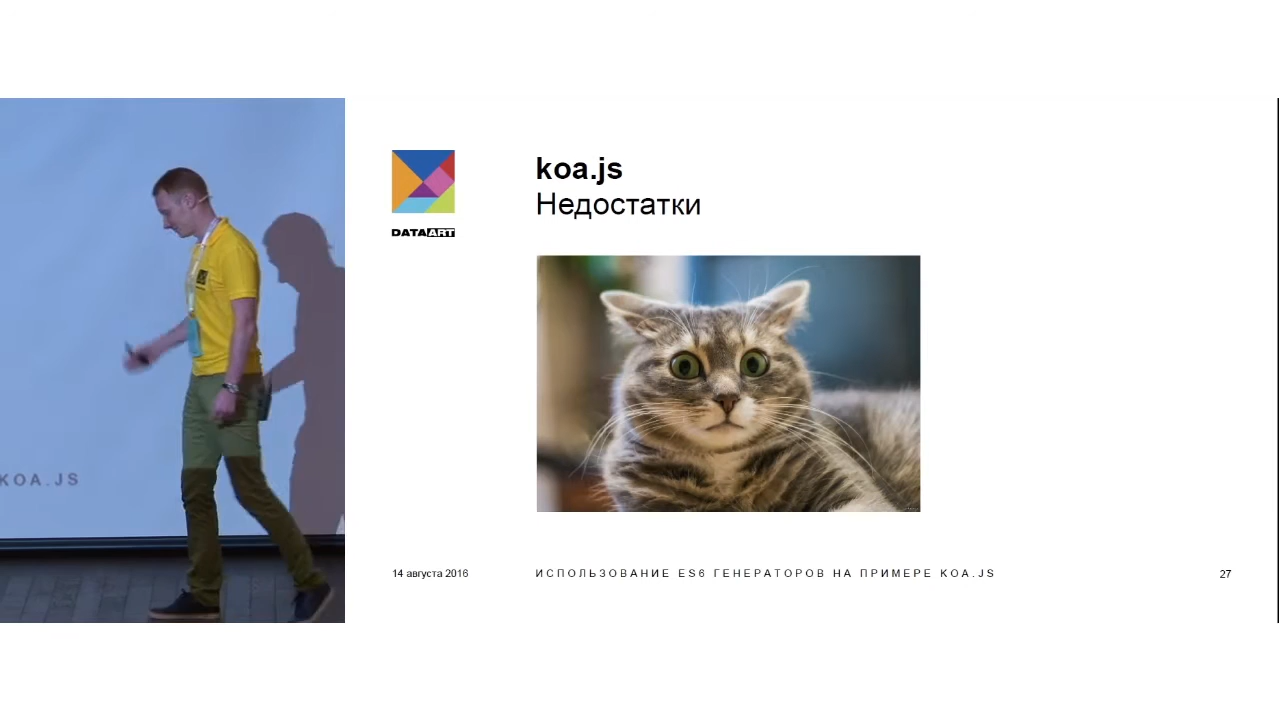 KOA.JS
DATAART
koa.js
Недостатки
14 августа 2016
ИСПОЛЬЗОВАНИЕ ES6 ГЕНЕРАТОРОВ НА ПРИМЕРЕ KOA.JS
27